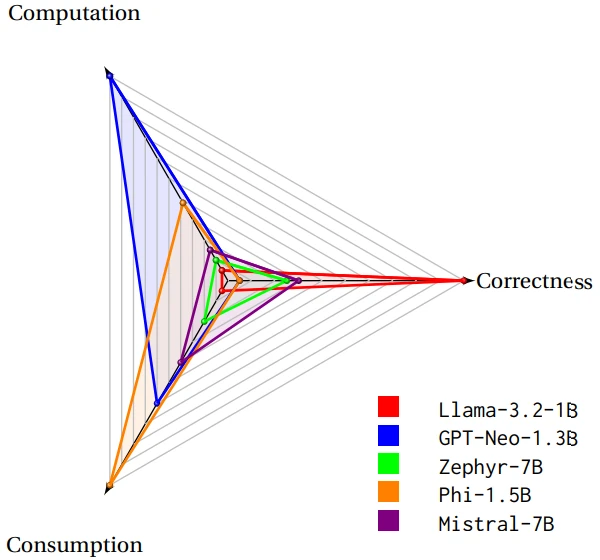 Computation
Correctness
Llama-3.2-1B
GPT-Neo-1.3B
Zephyr-7B
Phi-1.5B
Mistral-7B
Consumption